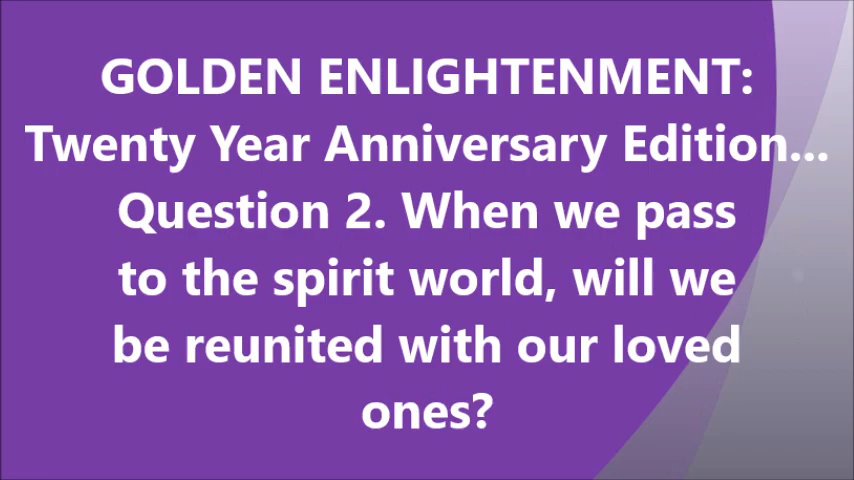 GOLDEN ENLIGHTENMENT:
Twenty Year Anniversary Edition...
Question 2. When we pass
to the spirit world, will we
be reunited with our loved
ones?